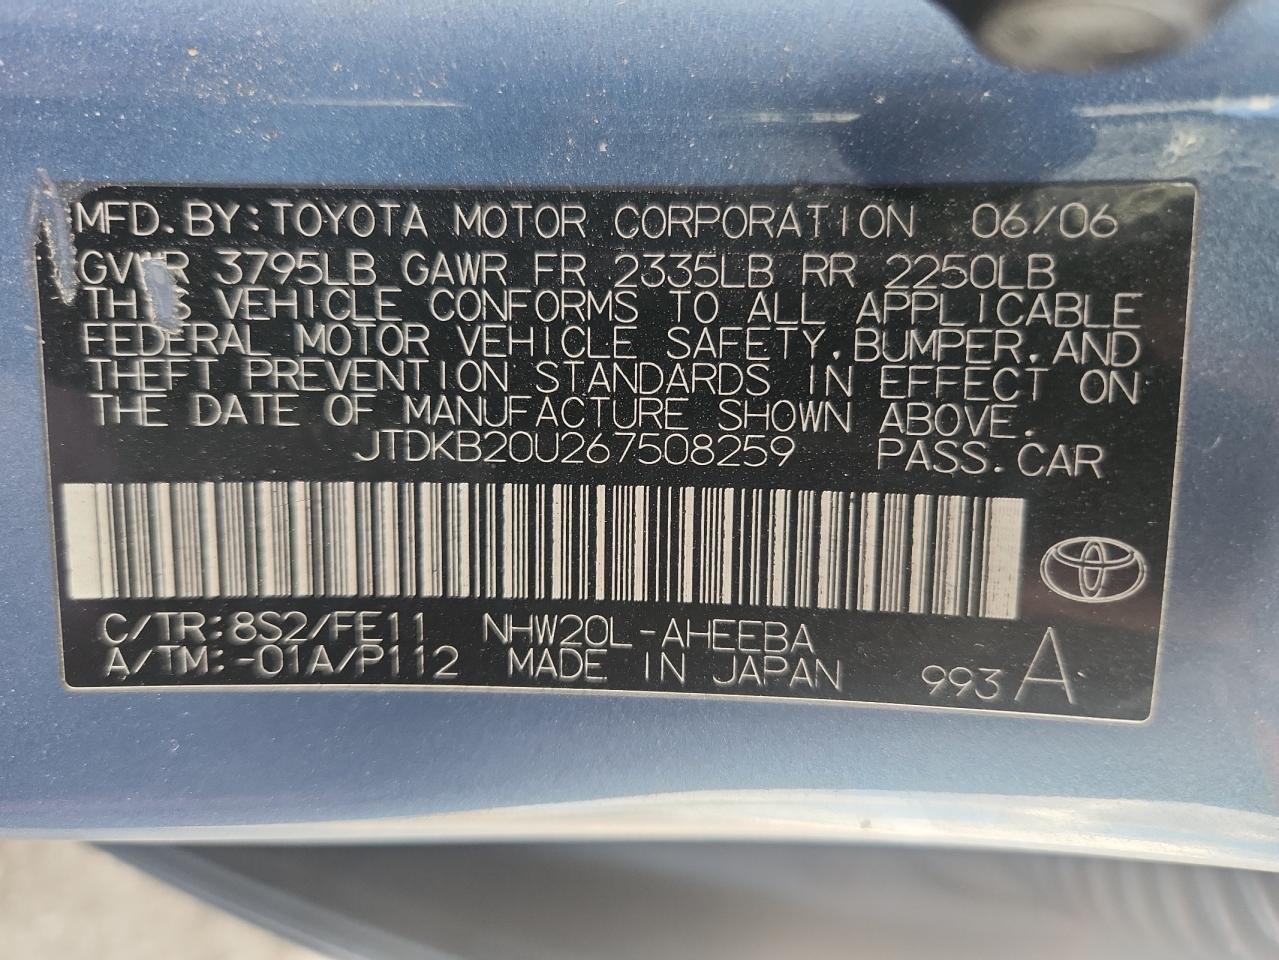 MFD. BY: TOYOTA MOTOR CORPORATION 06/06
GVWR 3795LB GAWR FR 2335LB RR 2250LB
THIS VEHICLE CONFORMS TO ALL APPLICABLE
FEDERAL MOTOR VEHICLE SAFETY, BUMPER, AND
THEFT PREVENTION STANDARDS IN EFFECT ON
THE DATE OF MANUFACTURE SHOWN ABOVE.
JTDKB20U267508259 PASS. CAR
C/TR:8S2/FE11 NHW20L-AHEEBA
A/TM:-01A/P112 MADE IN JAPAN 993 A